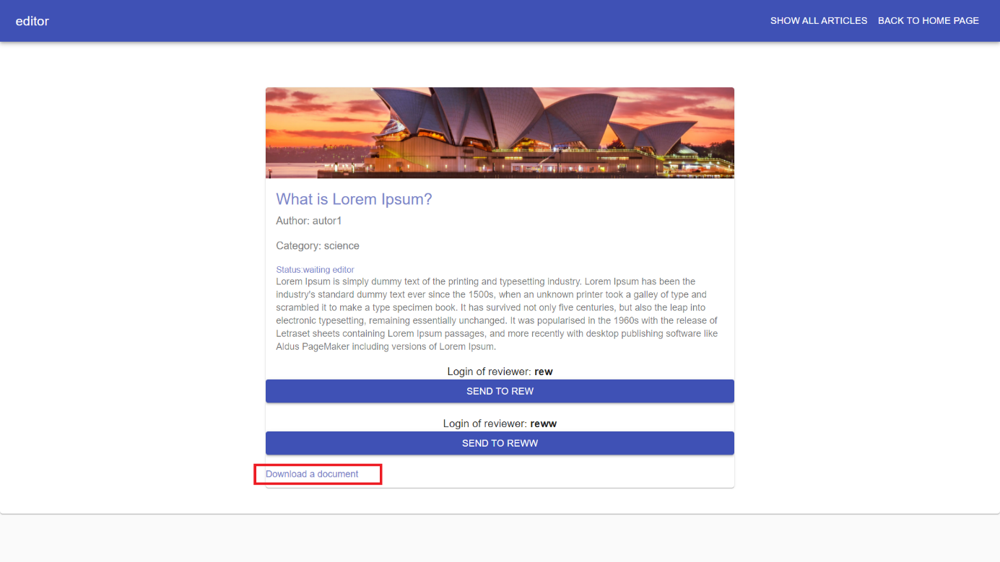 editor
SHOW ALL ARTICLES BACK TO HOME PAGE
What is Lorem Ipsum?
Author: autor1
Category: science
Status:waiting editor
Lorem Ipsum is simply dummy text of the printing and typesetting industry. Lorem Ipsum has been the
industry's standard dummy text ever since the 1500s, when an unknown printer took a galley of type and
scrambled it to make a type specimen book. It has survived not only five centuries, but also the leap into
electronic typesetting, remaining essentially unchanged. It was popularised in the 1960s with the release of
Letraset sheets containing Lorem Ipsum passages, and more recently with desktop publishing software like
Aldus PageMaker including versions of Lorem Ipsum.
Login of reviewer: rew
SEND TO REW
Login of reviewer: reww
SEND TO REWW
Download a document